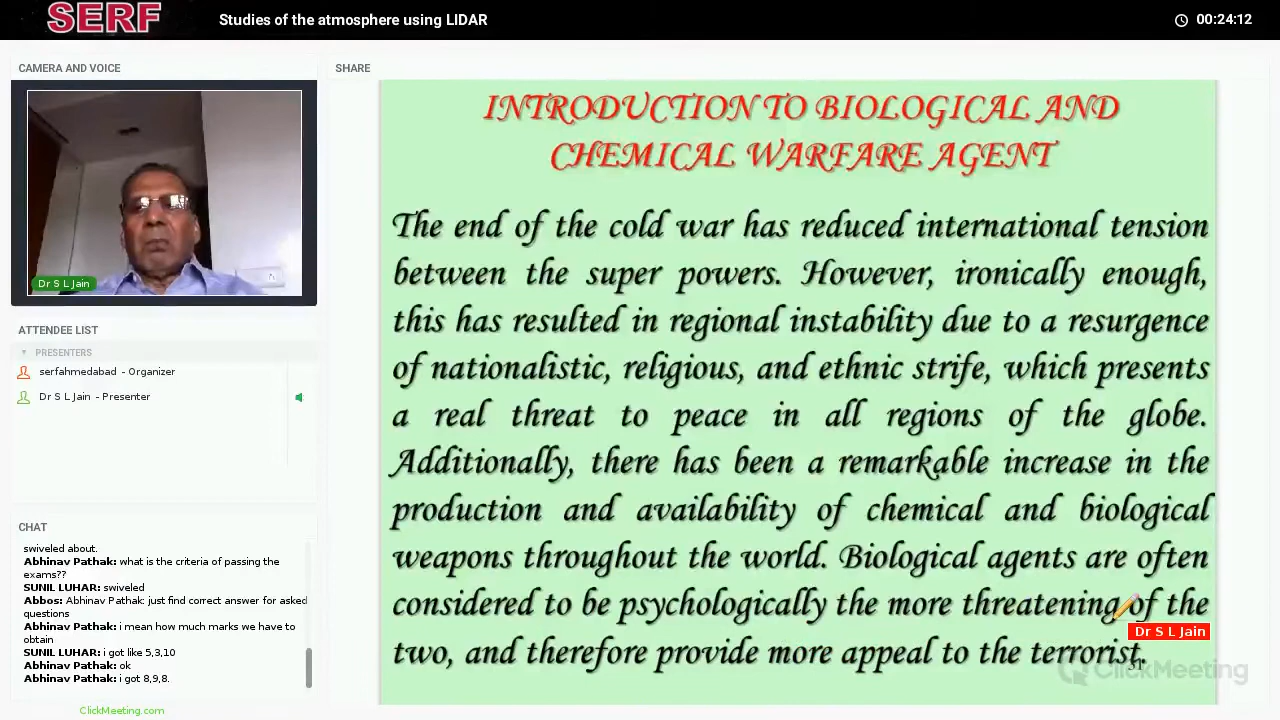 SERF
Studies of the atmosphere using LIDAR
00:24:12
CAMERA AND VOICE
Dr S L Jain
ATTENDEE LIST
PRESENTERS
serfahmedabad - Organizer
Dr S L Jain - Presenter
CHAT
swiveled about.
Abhinav Pathak: what is the criteria of passing the
exams??
SUNIL LUHAR: swiveled
Abbos: Abhinav Pathak: just find correct answer for asked
questions
Abhinav Pathak: i mean how much marks we have to
obtain
SUNIL LUHAR: i got like 5,3,10
Abhinav Pathak: ok
Abhinav Pathak: i got 8,9,8.
ClickMeeting.com
SHARE
INTRODUCTION TO BIOLOGICAL AND
CHEMICAL WARFARE AGENT
The end of the cold war has reduced international tension
between the super powers. However, ironically enough,
this has resulted in regional instability due to a resurgence
of nationalistic, religious, and ethnic strife, which presents
a real threat to peace in all regions of the globe.
Additionally, there has been a remarkable increase in the
production and availability of chemical and biological
weapons throughout the world. Biological agents are often
considered to be psychologically the more threatening of the
Dr S L Jain
two, and therefore provide more appeal to the terrorist.
31
ClickMeeting